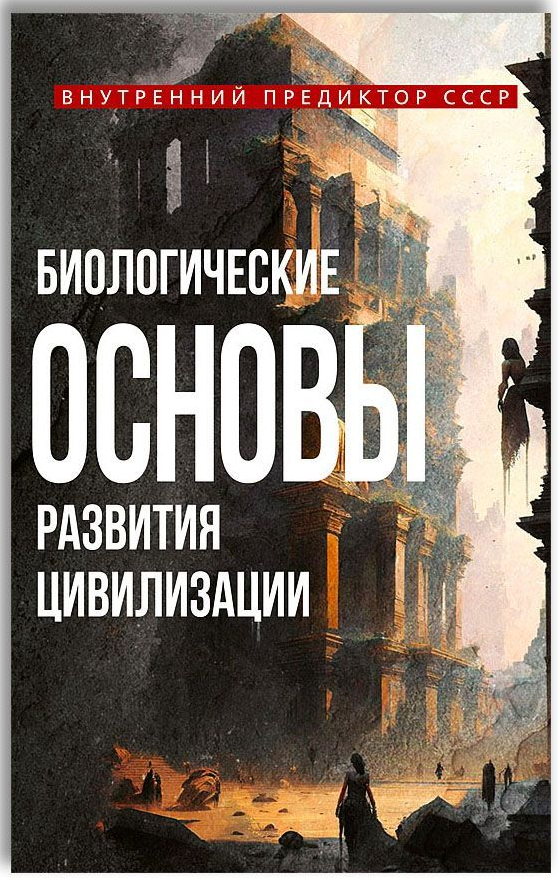 ВНУТРЕННИЙ ПРЕДИКТОР СССР
БИОЛОГИЧЕСКИЕ
ОСНОВЫ
РАЗВИТИЯ
ЦИВИЛИЗАЦИИ